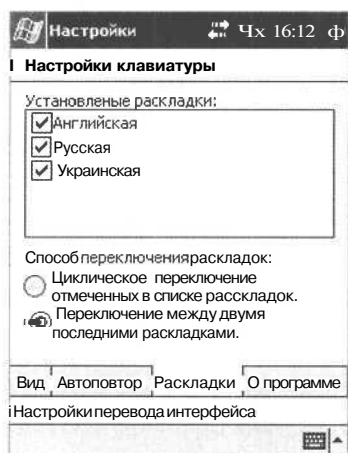 Настройки Чх 16:12 ф
Настройки клавиатуры
Установленые раскладки:
Английская
Русская
Украинская
Способ переключения раскладок:
Циклическое переключение
отмеченных в списке расскладок.
Переключение между двумя
последними раскладками.
Вид Автоповтор Раскладки О программе
Настройки перевода интерфейса